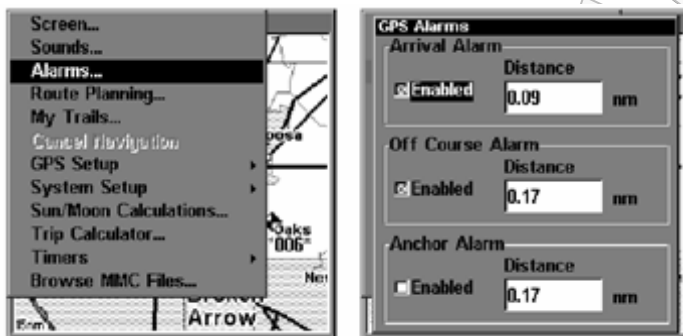 Screen...
Sounds...
Alarms...
Route Planning...
My Trails...
Cancel Navigation
GPS Setup
System Setup
Sun/Moon Calculations...
Trip Calculator...
Timers
Browse MMC Files...
Oaks
"006"
Arrow
GPS Alarms
Arrival Alarm
Distance
Enabled
0.09
nm
Off Course Alarm
Distance
Enabled
0.17
nm
Anchor Alarm
Distance
Enabled
0.17
nm